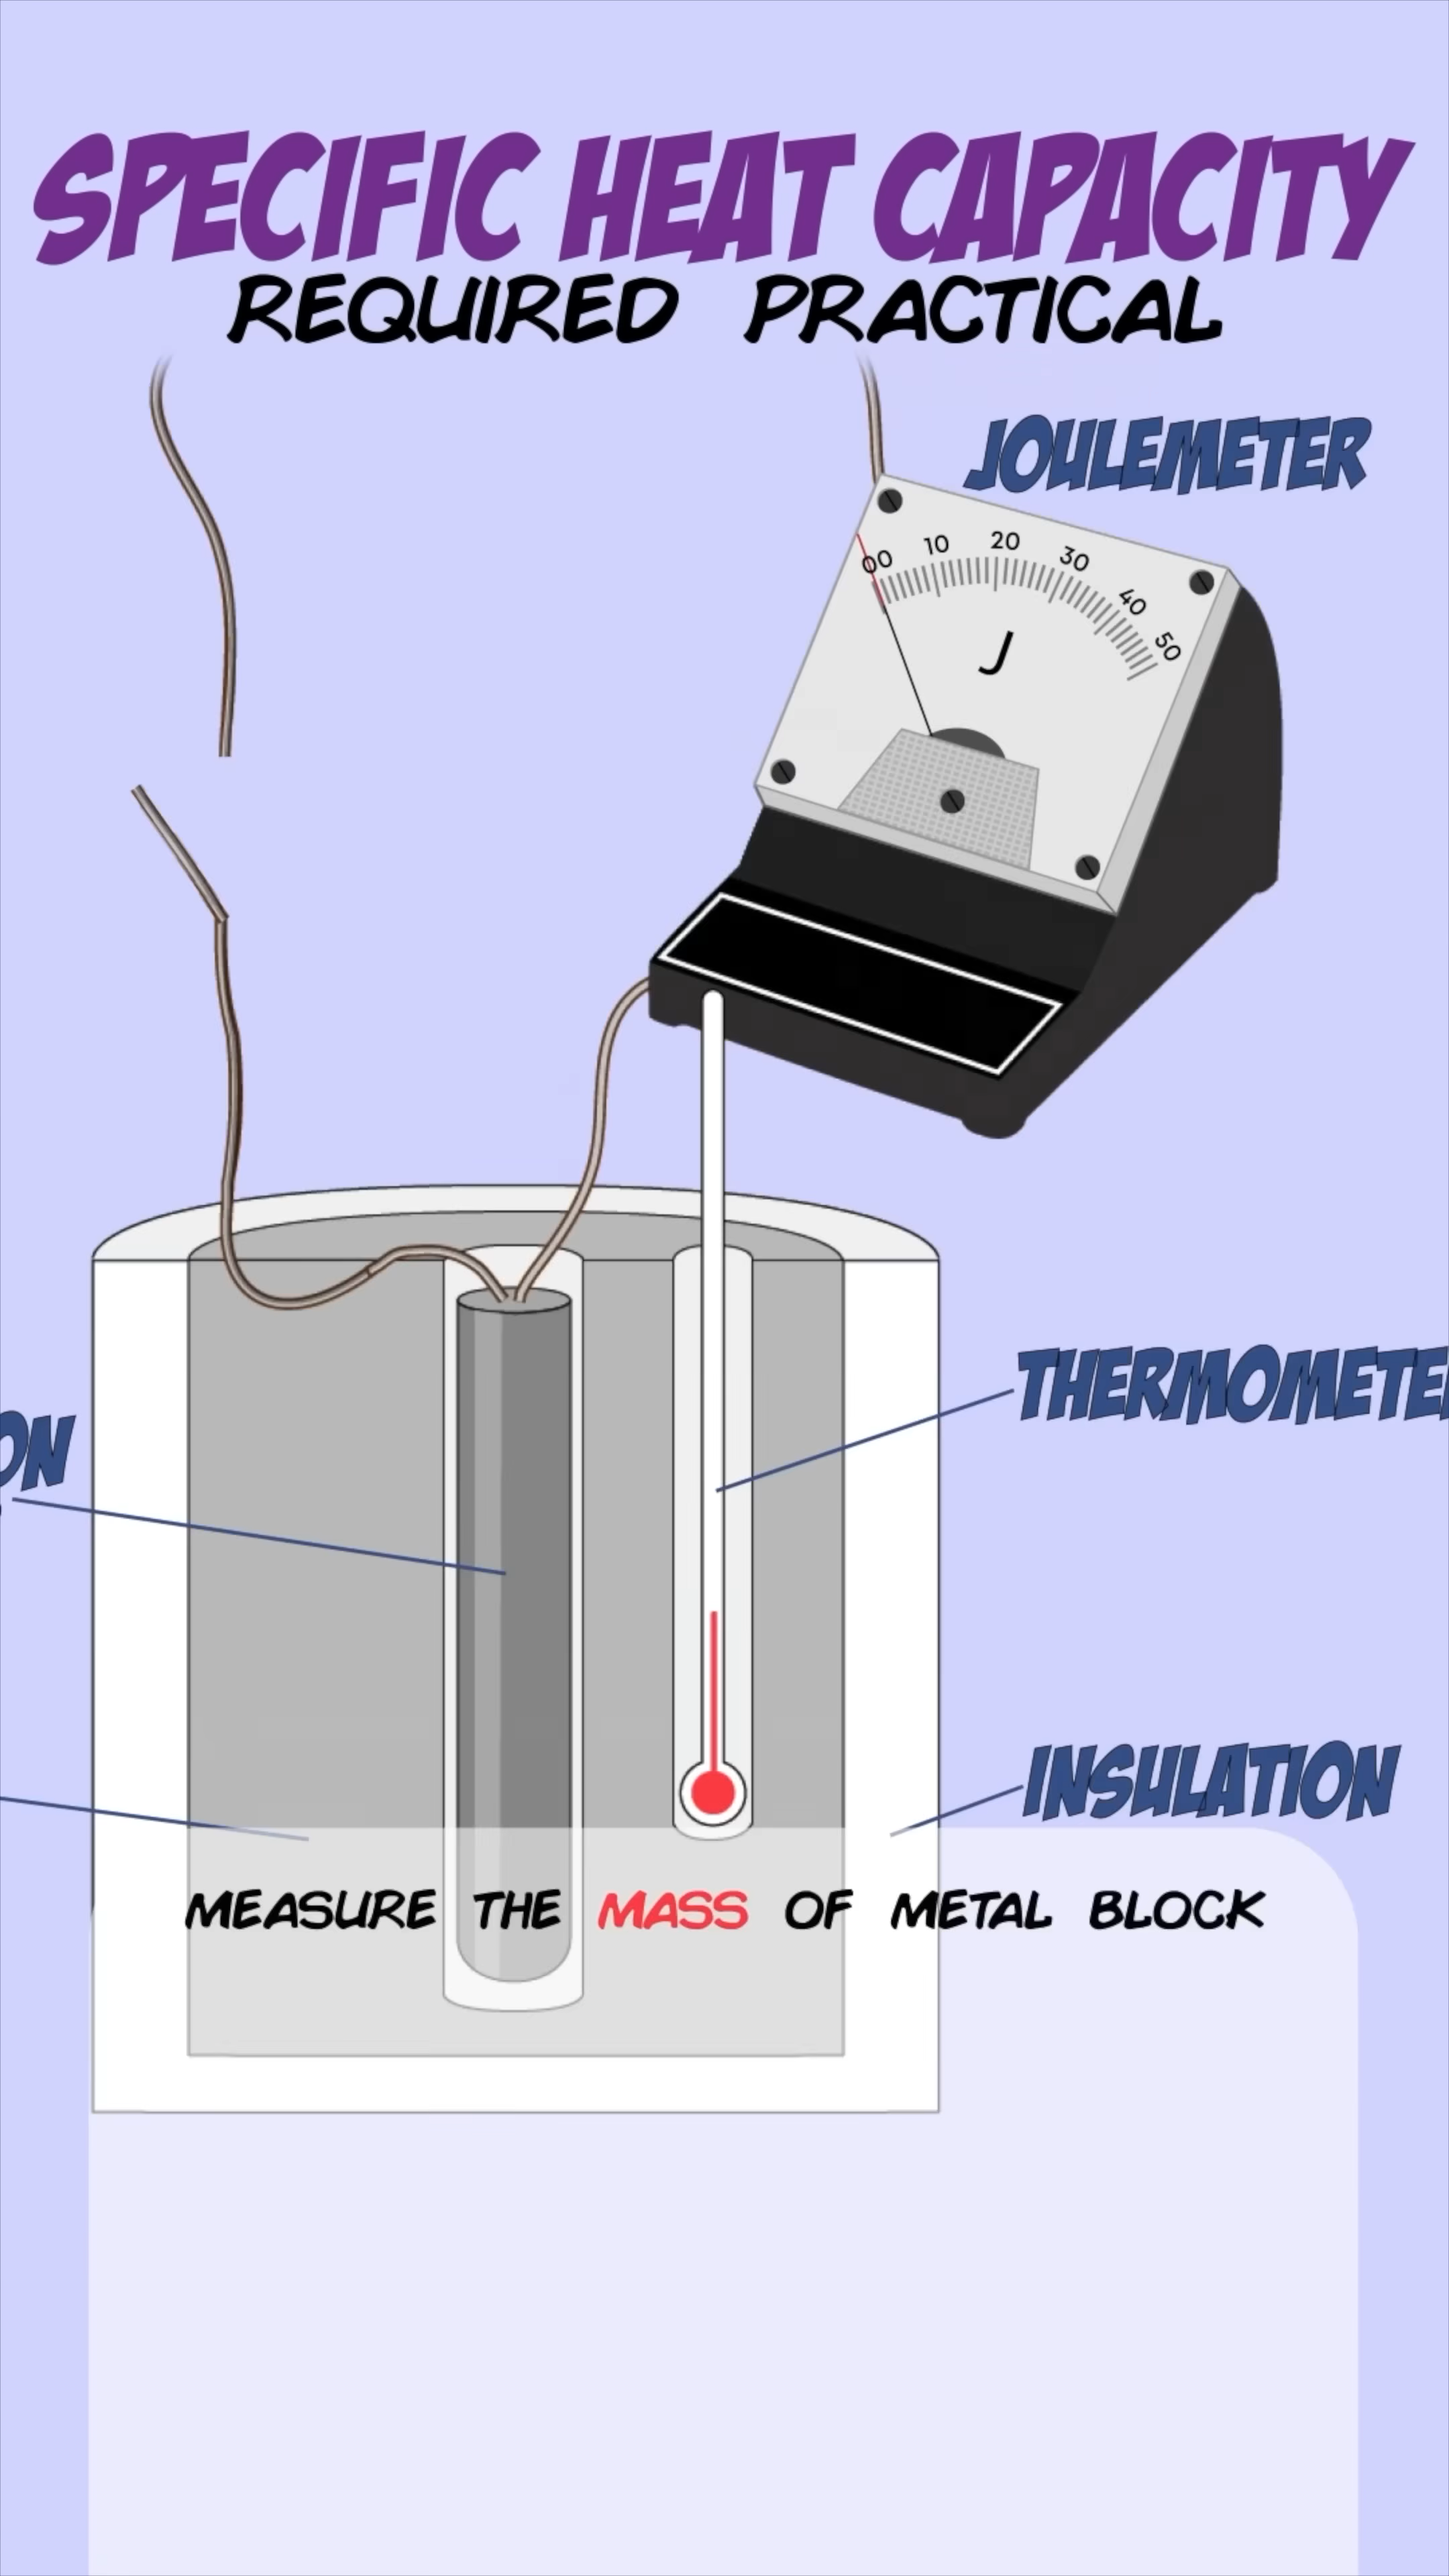 SPECIFIC HEAT CAPACITY
REQUIRED PRACTICAL
JOULEMETER
00 10 20 30 40 50
J
THERMOMETE
ON
INSULATION
MEASURE THE MASS OF METAL BLOCK